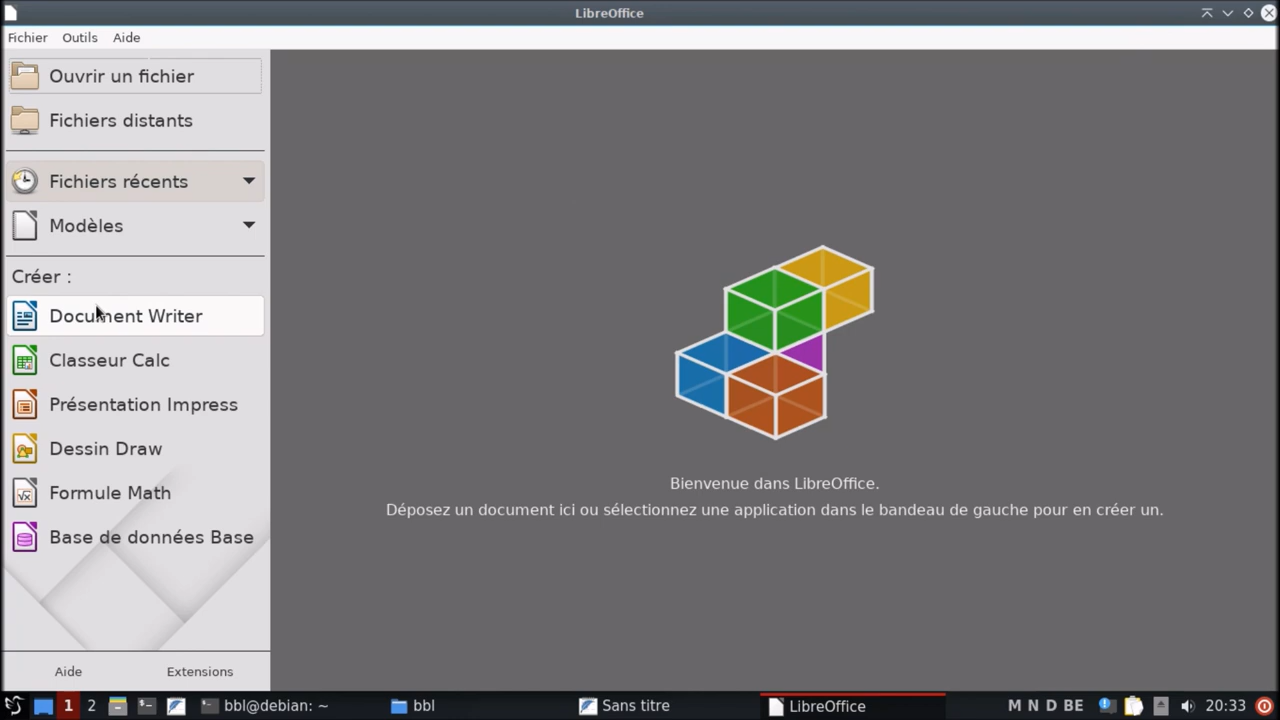 LibreOffice
Fichier Outils Aide
Ouvrir un fichier
Fichiers distants
Fichiers récents
Modèles
Créer :
Document Writer
Classeur Calc
Présentation Impress
Dessin Draw
Formule Math
Base de données Base
Bienvenue dans LibreOffice.
Déposez un document ici ou sélectionnez une application dans le bandeau de gauche pour en créer un.
Aide Extensions
1 2 bbl@debian: ~ bbl Sans titre LibreOffice M N D BE 20:33